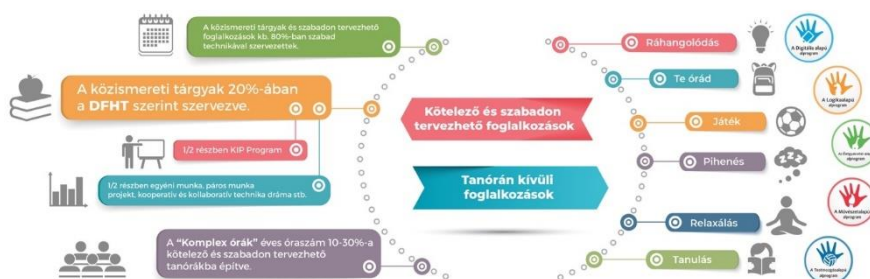 A közismereti tárgyak és szabadon tervezhető
foglalkozások kb. 80%-ban szabad
technikával szervezettek.
A közismereti tárgyak 20%-ában
a DFHT szerint szervezve.
1/2 részben KIP Program
1/2 részben egyéni munka, páros munka
projekt, kooperatív és kollaboratív technika dráma stb.
A "Komplex órák" éves óraszám 10-30%-a
kötelező és szabadon tervezhető
tanórákba építve.
Kötelező és szabadon
tervezhető foglalkozások
Tanórán kívüli
foglalkozások
Ráhangolódás
Te órád
Játék
Pihenés
Relaxálás
Tanulás
A Digitális alapú
alprogram
A Logikaalapú
alprogram
alprogram
A Művészetalapú
alprogram
A Testmozgásalapú
alprogram